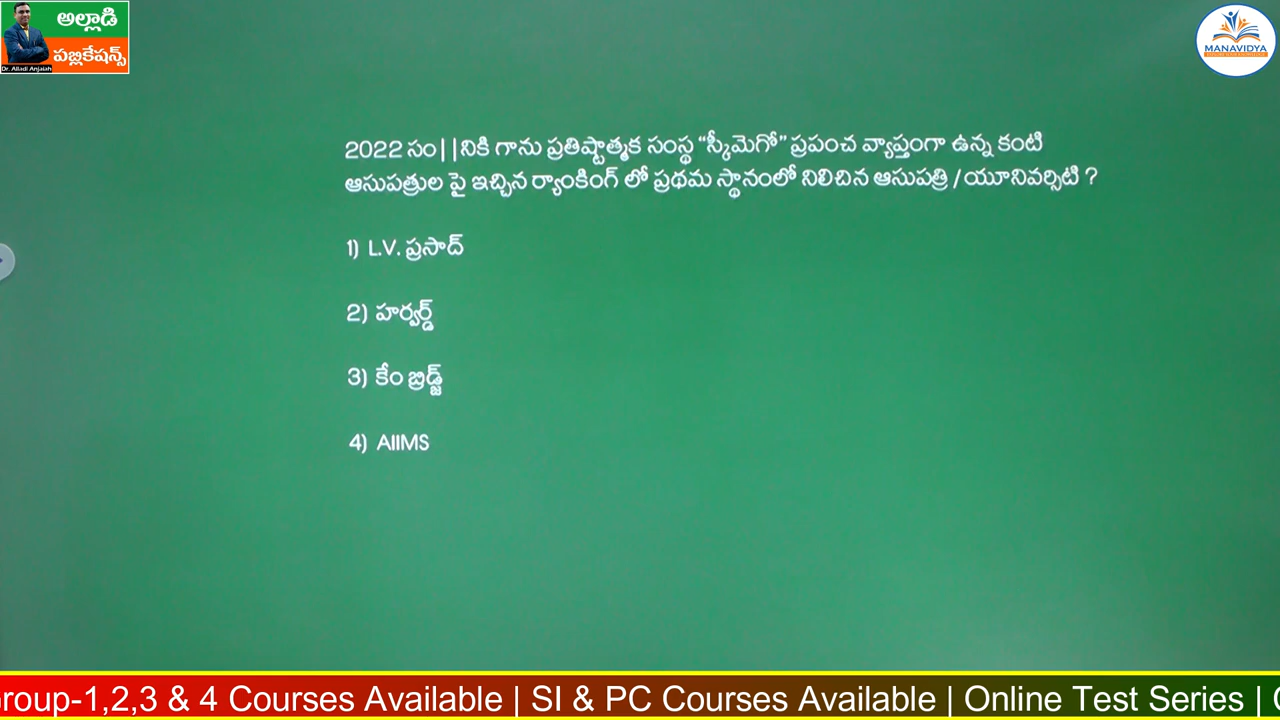 అల్లాడి
పబ్లికేషన్స్
Dr. Alladi Anjaiah
MANAVIDYA
2022 సం||నికి గాను ప్రతిష్టాత్మక సంస్థ “స్కీమెగో” ప్రపంచ వ్యాప్తంగా ఉన్న కంటి
ఆసుపత్రుల పై ఇచ్చిన ర్యాంకింగ్ లో ప్రథమ స్థానంలో నిలిచిన ఆసుపత్రి / యూనివర్సిటి ?
1) L.V. ప్రసాద్
2) హర్వర్డ్
3) కేం బ్రిడ్జ్
4) AIIMS
roup-1,2,3 & 4 Courses Available | SI & PC Courses Available | Online Test Series |